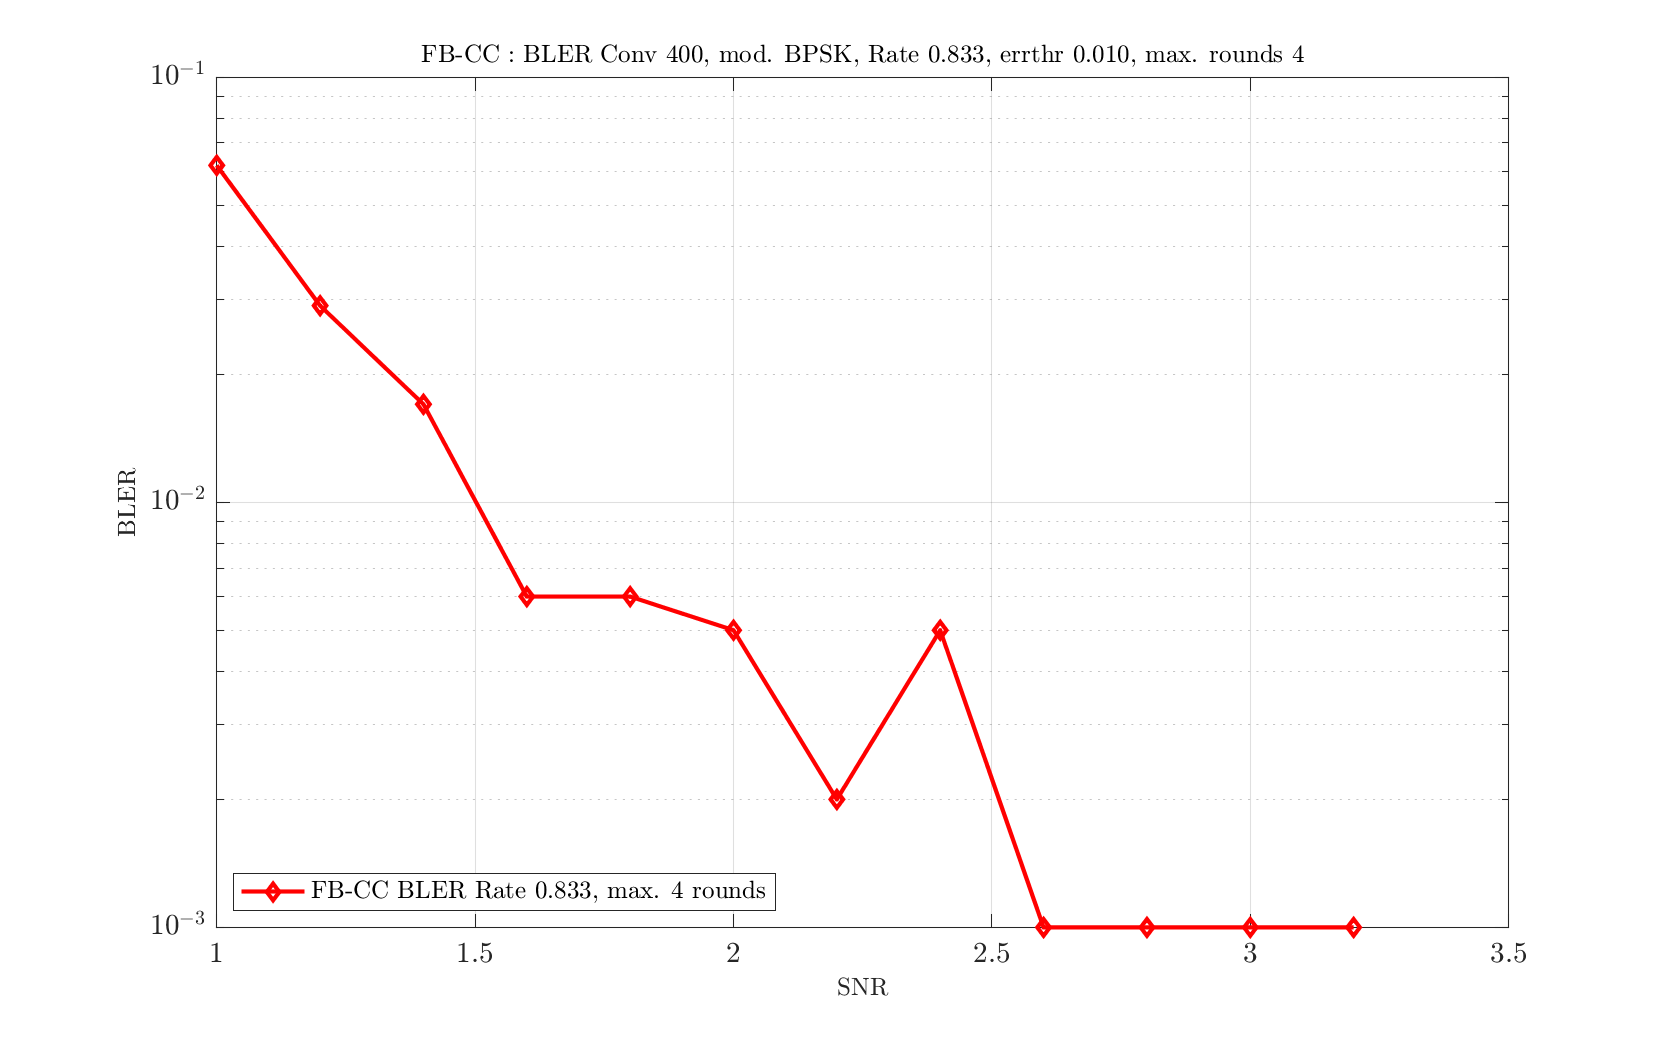 FB-CC : BLER Conv 400, mod. BPSK, Rate 0.833, errthr 0.010, max. rounds 4
10⁻¹
10⁻²
10⁻³
BLER
FB-CC BLER Rate 0.833, max. 4 rounds
1 1.5 2 2.5 3 3.5
SNR